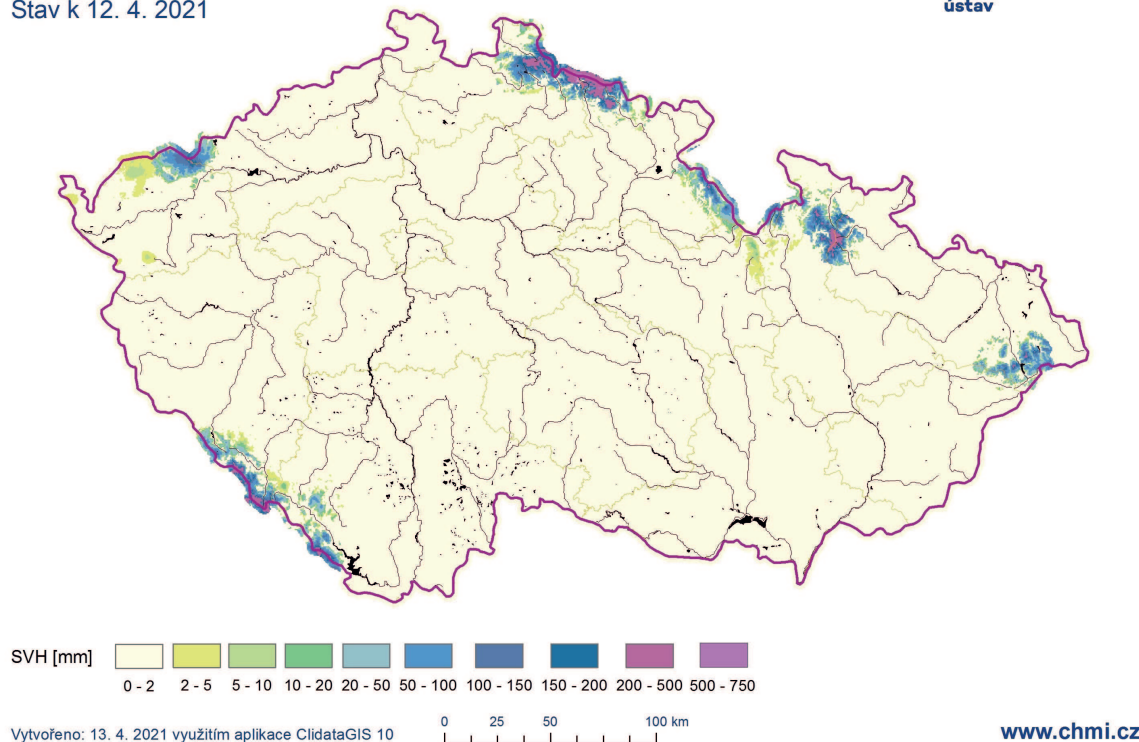 Stav k 12. 4. 2021
ústav
SVH [mm]
0 - 2 2 - 5 5 - 10 10 - 20 20 - 50 50 - 100 100 - 150 150 - 200 200 - 500 500 - 750
0 25 50 100 km
Vytvořeno: 13. 4. 2021 využitím aplikace ClidataGIS 10
www.chmi.cz